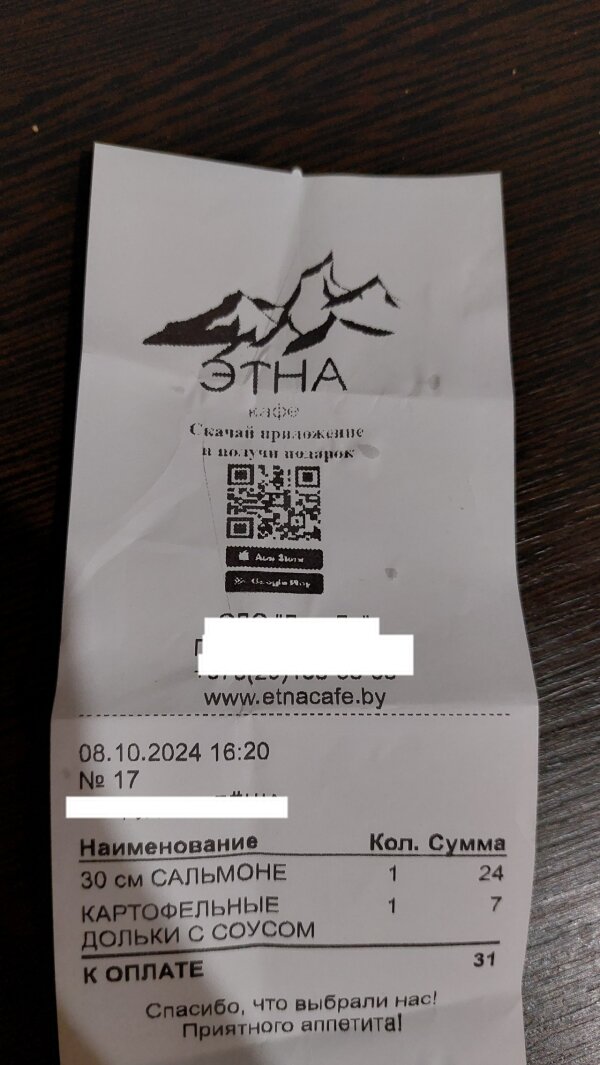 ЭТНА
кафе
Скачай приложение
и получи подарок
App Store
Google Play
www.etnacafe.by
08.10.2024 16:20
№ 17
Наименование Кол. Сумма
30 см САЛЬМОНЕ 1 24
КАРТОФЕЛЬНЫЕ 1 7
ДОЛЬКИ С СОУСОМ
К ОПЛАТЕ 31
Спасибо, что выбрали нас!
Приятного аппетита!